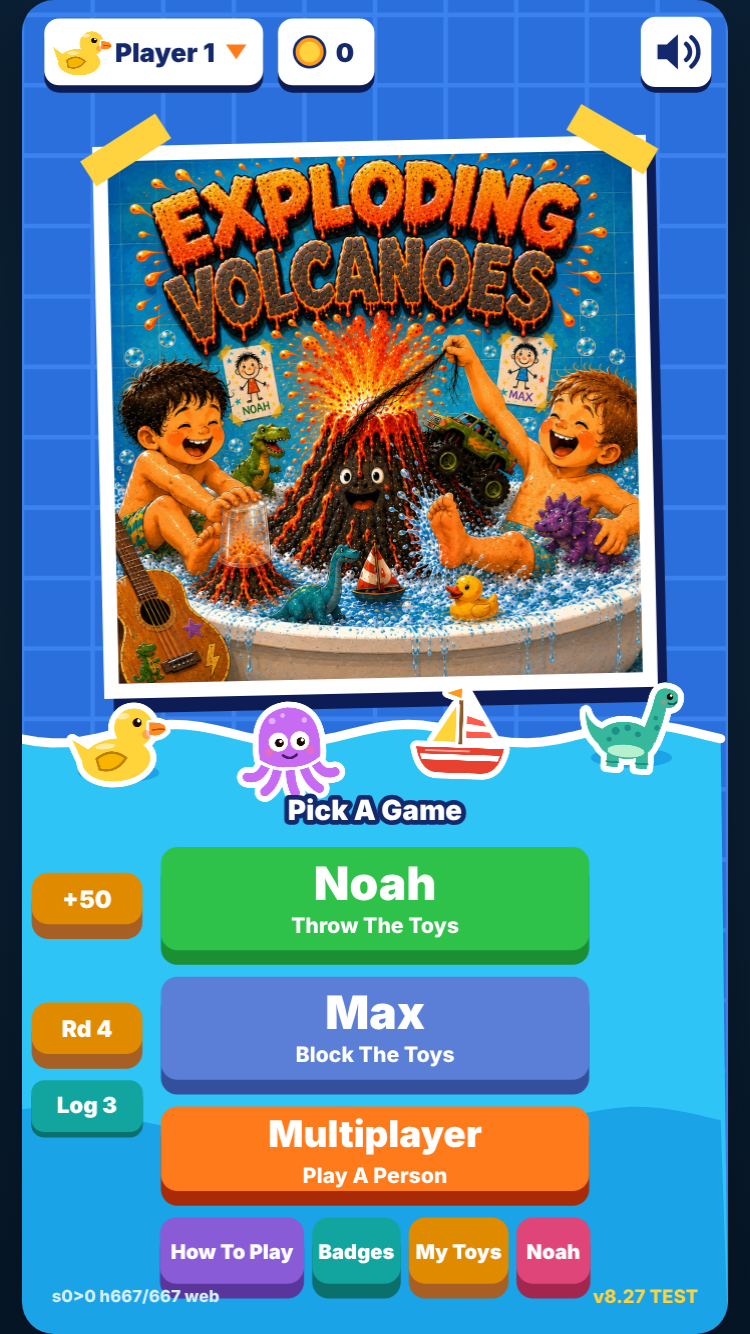 Player 1
0
EXPLODING
VOLCANOES
NOAH
MAX
Pick A Game
+50
Noah
Throw The Toys
Rd 4
Max
Block The Toys
Log 3
Multiplayer
Play A Person
How To Play
Badges
My Toys
Noah
s0>0 h667/667 web
v8.27 TEST